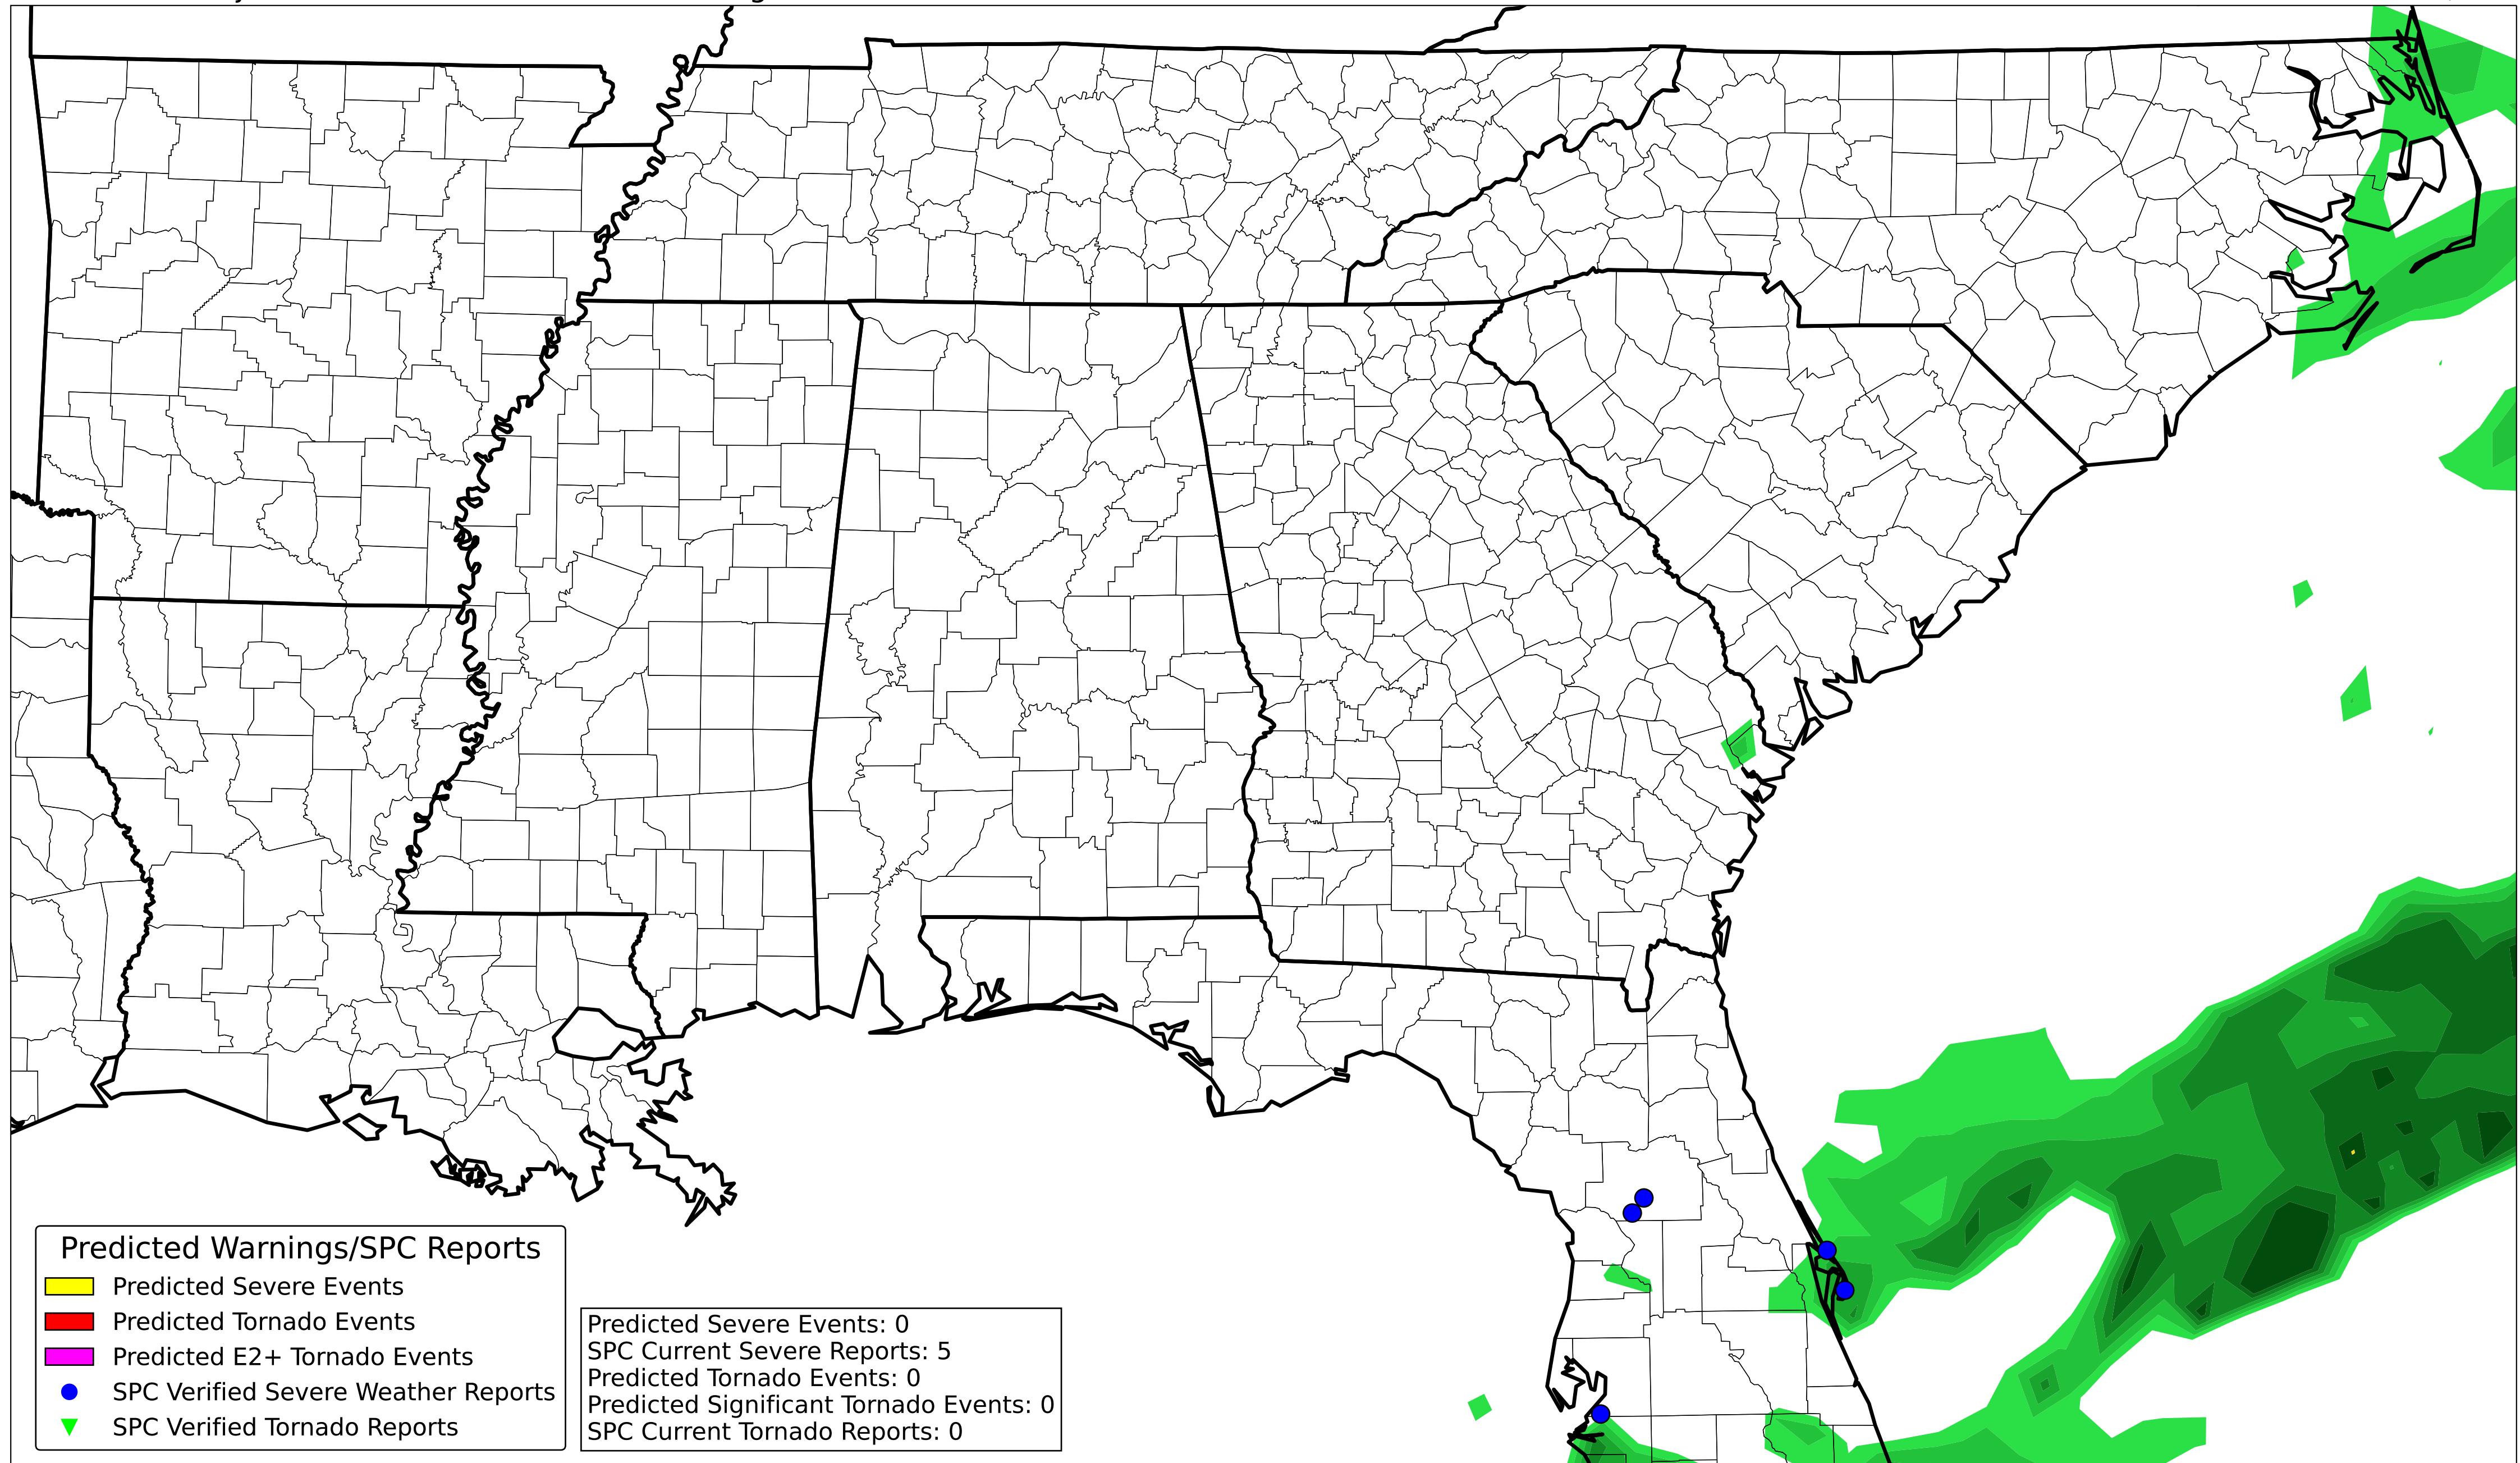 Predicted Warnings/SPC Reports
Predicted Severe Events
Predicted Tornado Events
Predicted E2+ Tornado Events
SPC Verified Severe Weather Reports
SPC Verified Tornado Reports
Predicted Severe Events: 0
SPC Current Severe Reports: 5
Predicted Tornado Events: 0
Predicted Significant Tornado Events: 0
SPC Current Tornado Reports: 0